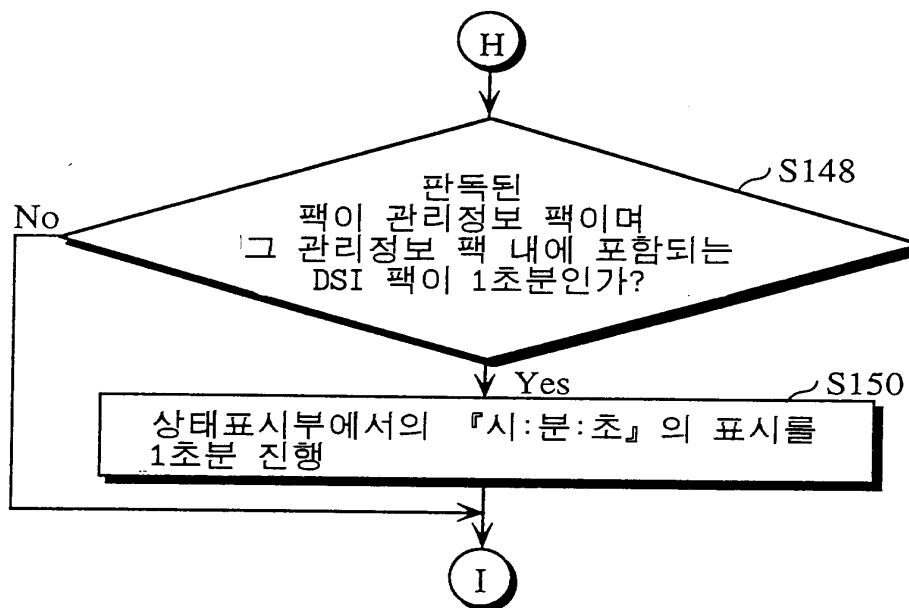 H
S148
판독된
팩이 관리정보 팩이며
그 관리정보 팩 내에 포함되는
DSI 팩이 1초분인가?
No
Yes
S150
상태표시부에서의 『시:분:초』의 표시를
1초분 진행
I